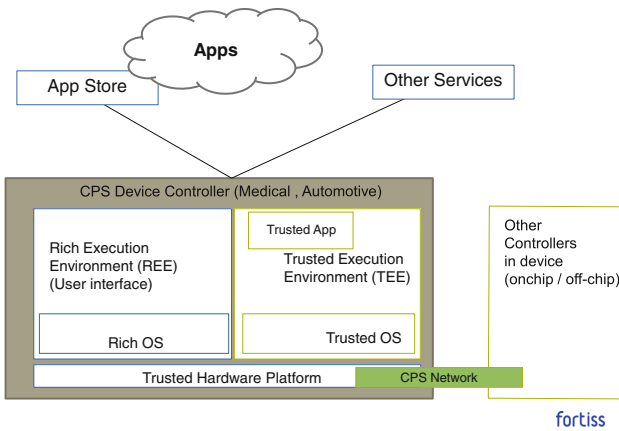 Apps
App Store
Other Services
CPS Device Controller (Medical , Automotive)
Rich Execution
Environment (REE)
(User interface)
Rich OS
Trusted App
Trusted Execution
Environment (TEE)
Trusted OS
Trusted Hardware Platform
CPS Network
Other
Controllers
in device
(onchip / off-chip)
fortiss